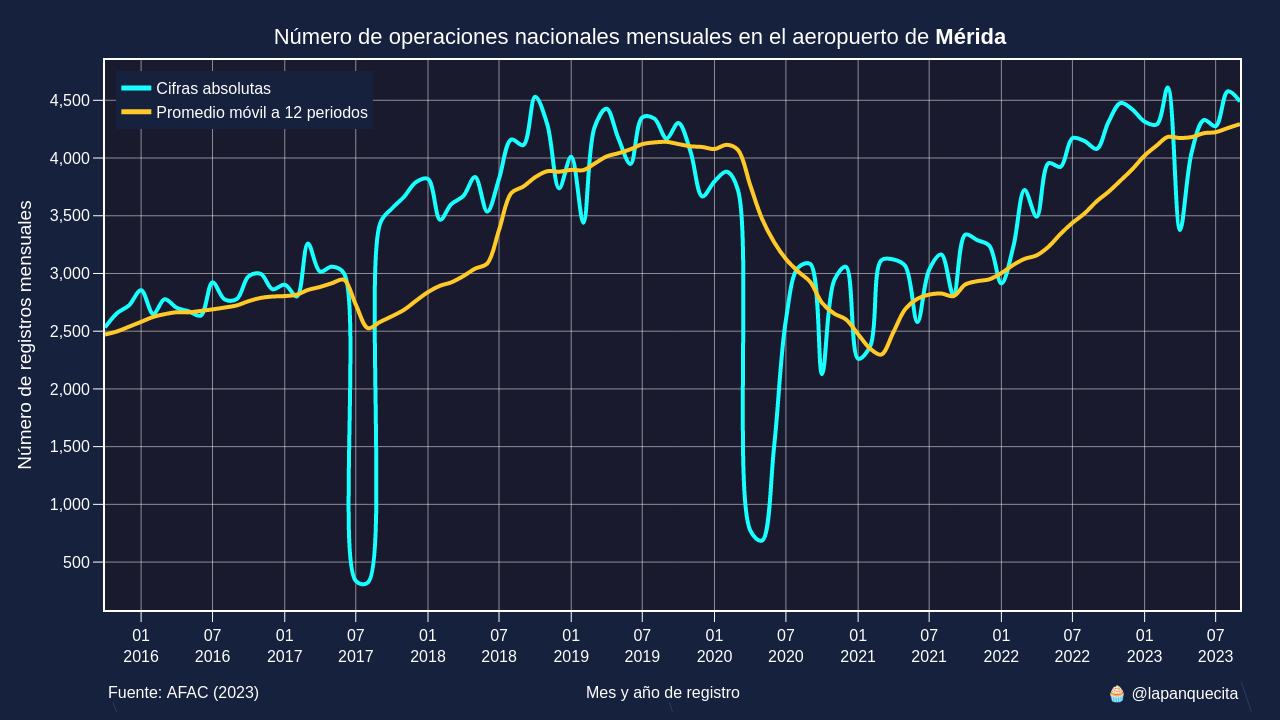 Número de operaciones nacionales mensuales en el aeropuerto de Mérida
Cifras absolutas
Promedio móvil a 12 periodos
Número de registros mensuales
4,500
4,000
3,500
3,000
2,500
2,000
1,500
1,000
500
01 07 01 07 01 07 01 07 01 07 01 07 01 07 01 07
2016 2016 2017 2017 2018 2018 2019 2019 2020 2020 2021 2021 2022 2022 2023 2023
Fuente: AFAC (2023) Mes y año de registro 🧁 @lapanquecita